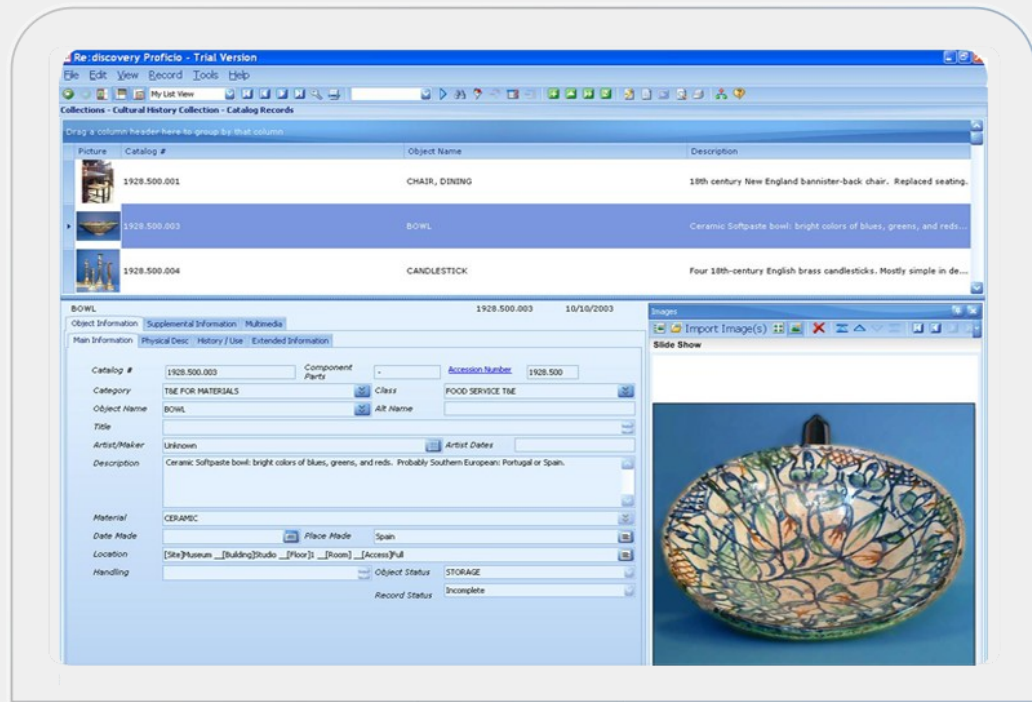 Re:discovery Proficio - Trial Version
File Edit View Record Tools Help
My List View
Collections - Cultural History Collection - Catalog Records
Drag a column header here to group by that column
Picture Catalog # Object Name Description
1928.500.001 CHAIR, DINING 18th century New England bannister-back chair. Replaced seating.
1928.500.003 BOWL Ceramic Softpaste bowl: bright colors of blues, greens, and reds...
1928.500.004 CANDLESTICK Four 18th-century English brass candlesticks. Mostly simple in de...
BOWL 1928.500.003 10/10/2003
Images
Object Information Supplemental Information Multimedia
Import Image(s)
Main Information Physical Desc History / Use Extended Information
Slide Show
Catalog # 1928.500.003 Component Parts - Accession Number 1928.500
Category T&E FOR MATERIALS Class FOOD SERVICE T&E
Object Name BOWL Alt Name
Title
Artist/Maker Unknown Artist Dates
Description Ceramic Softpaste bowl: bright colors of blues, greens, and reds. Probably Southern European: Portugal or Spain.
Material CERAMIC
Date Made Place Made Spain
Location [Site]Museum __[Building]Studio __[Floor]1 __[Room] __[Access]Full
Handling Object Status STORAGE
Record Status Incomplete